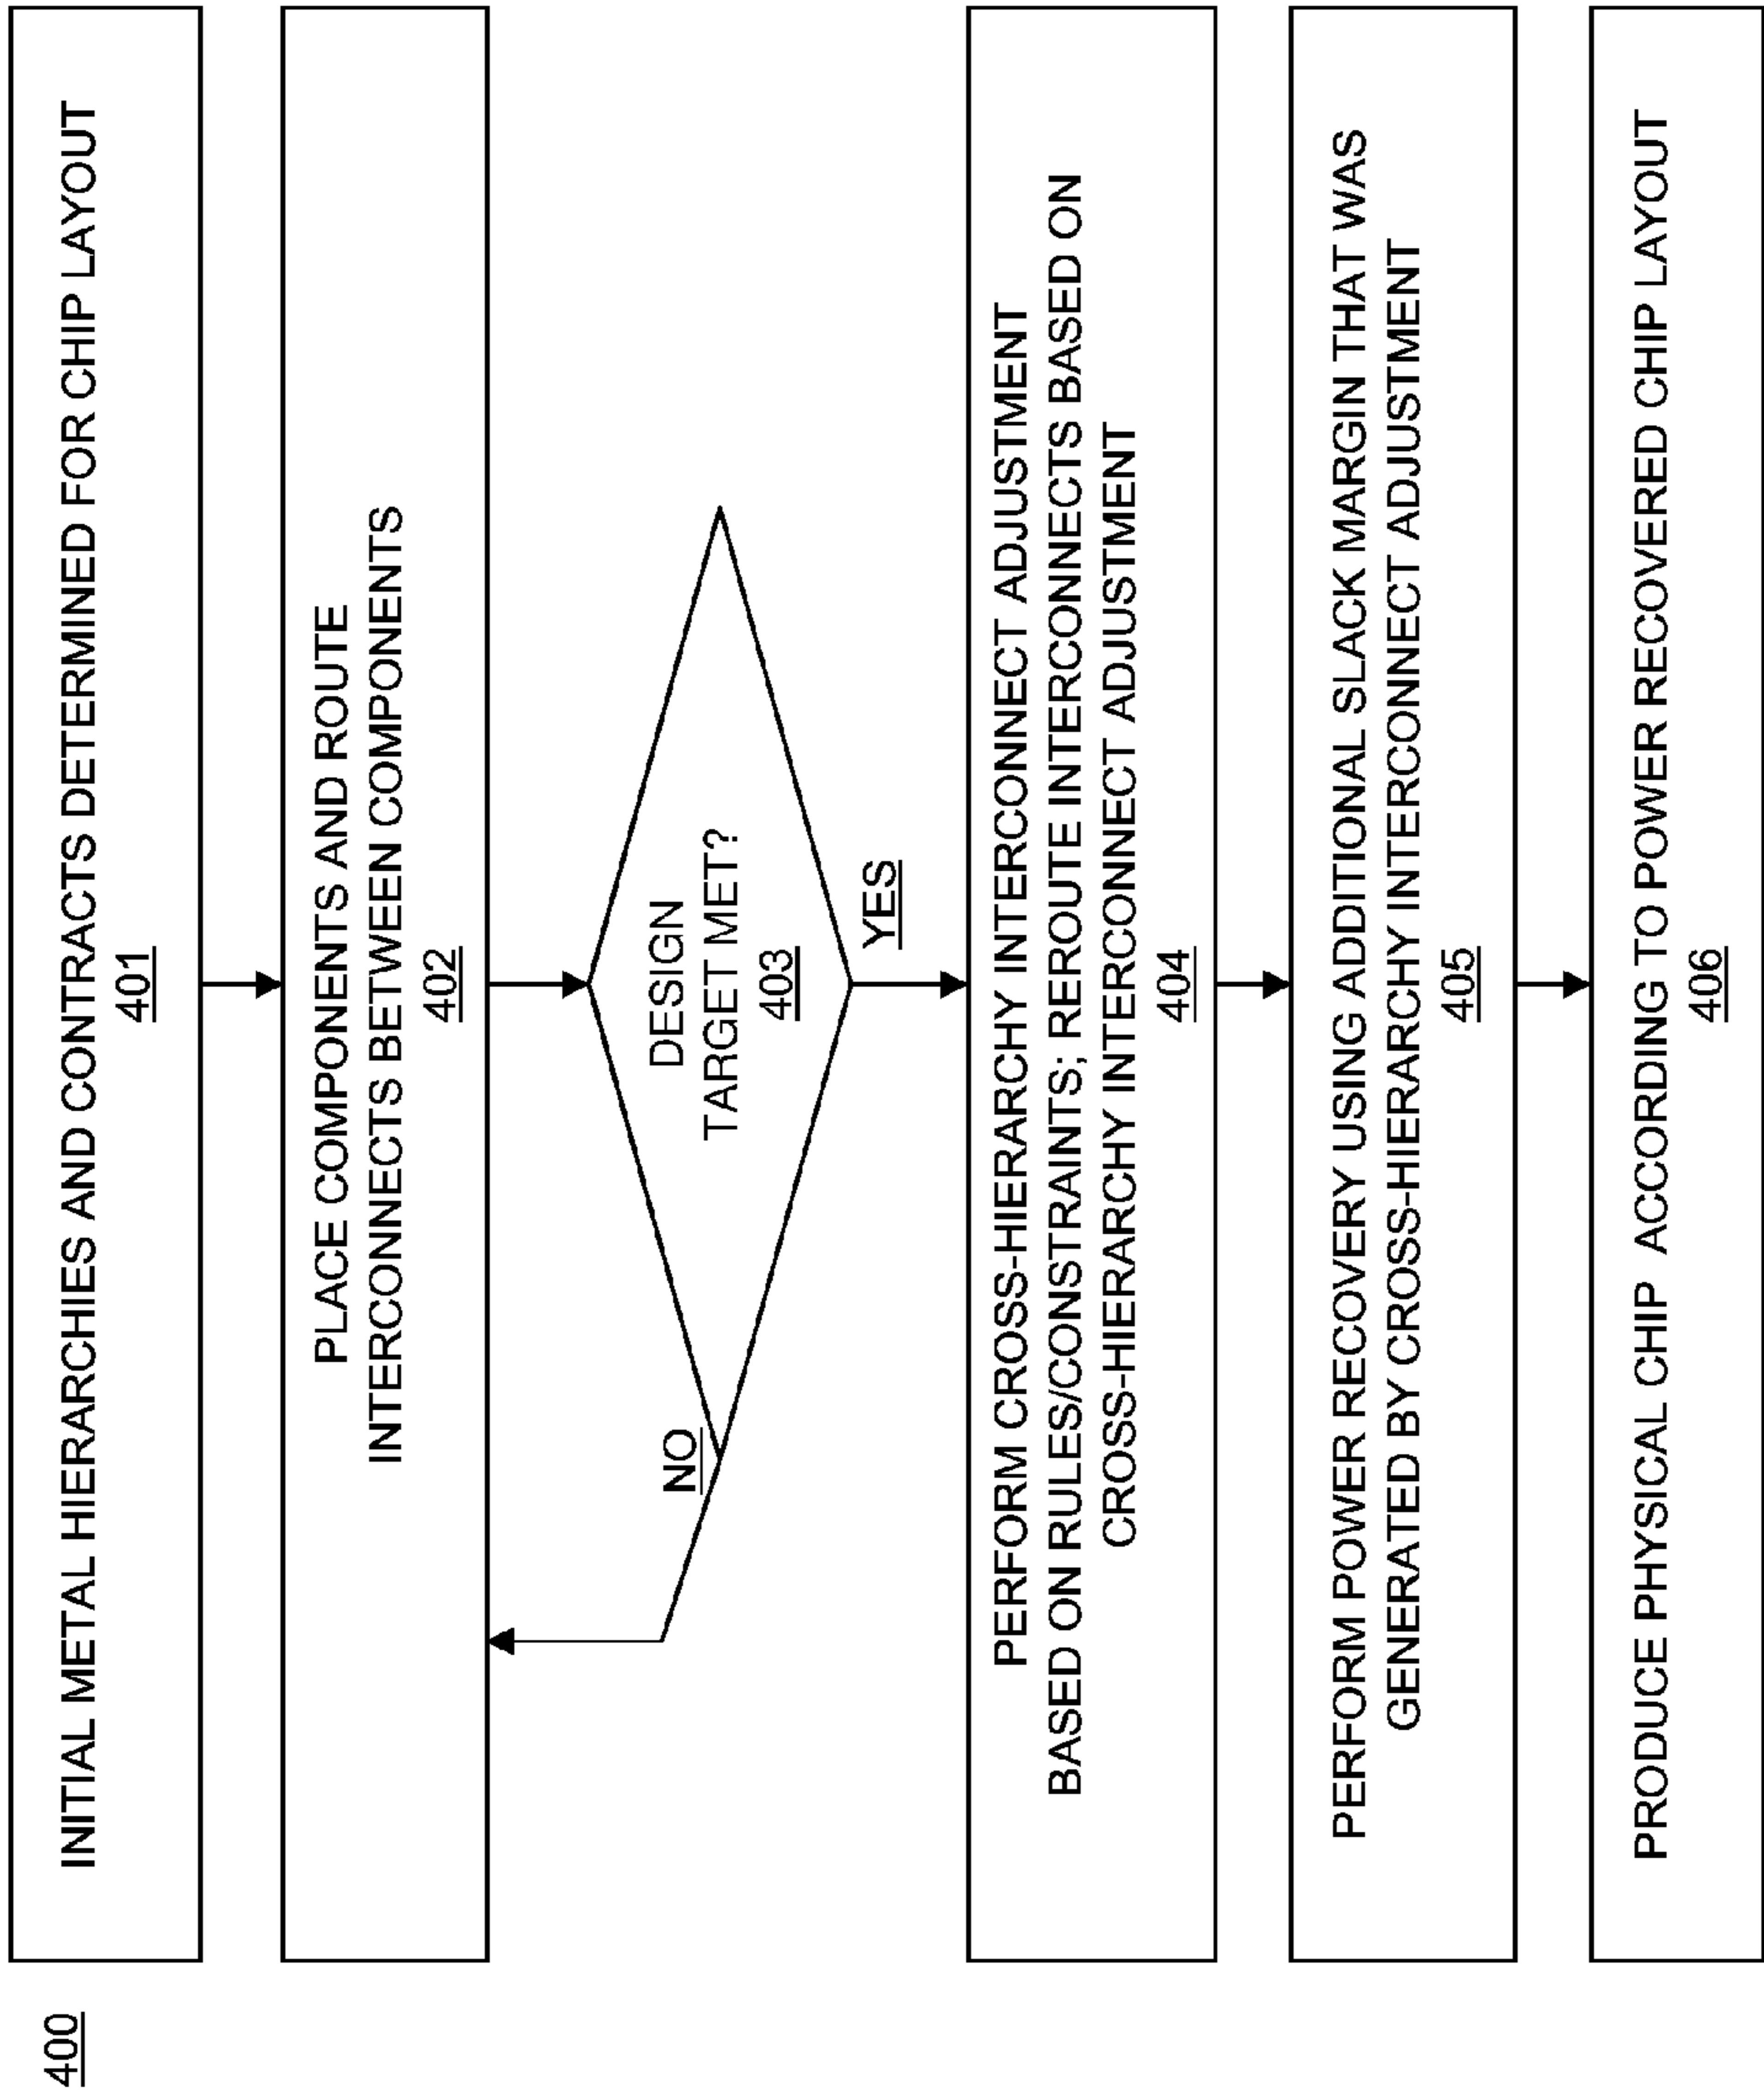 400
INITIAL METAL HIERARCHIES AND CONTRACTS DETERMINED FOR CHIP LAYOUT
401
PLACE COMPONENTS AND ROUTE
INTERCONNECTS BETWEEN COMPONENTS
402
DESIGN
TARGET MET?
403
NO
YES
PERFORM CROSS-HIERARCHY INTERCONNECT ADJUSTMENT
BASED ON RULES/CONSTRAINTS; REROUTE INTERCONNECTS BASED ON
CROSS-HIERARCHY INTERCONNECT ADJUSTMENT
404
PERFORM POWER RECOVERY USING ADDITIONAL SLACK MARGIN THAT WAS
GENERATED BY CROSS-HIERARCHY INTERCONNECT ADJUSTMENT
405
PRODUCE PHYSICAL CHIP ACCORDING TO POWER RECOVERED CHIP LAYOUT
406